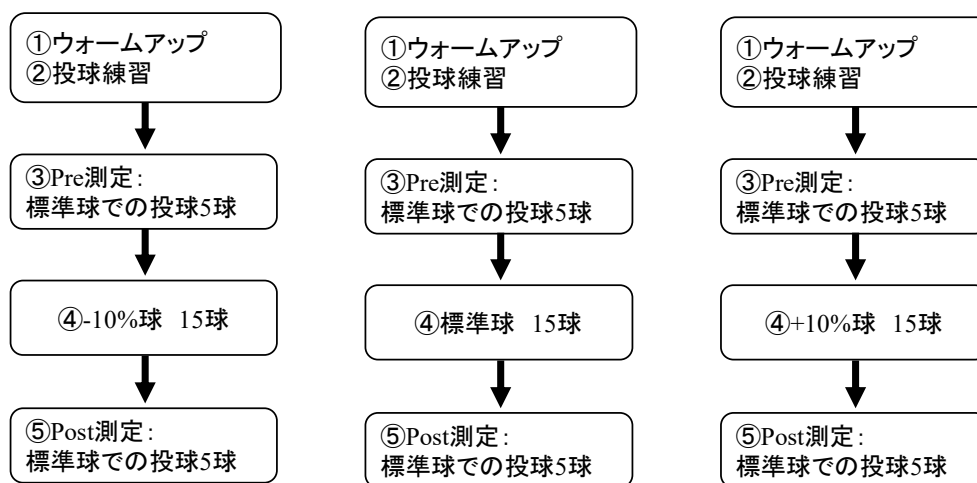 ①ウォームアップ
②投球練習
③Pre測定:
標準球での投球5球
④-10%球 15球
⑤Post測定:
標準球での投球5球
①ウォームアップ
②投球練習
③Pre測定:
標準球での投球5球
④標準球 15球
⑤Post測定:
標準球での投球5球
①ウォームアップ
②投球練習
③Pre測定:
標準球での投球5球
④+10%球 15球
⑤Post測定:
標準球での投球5球